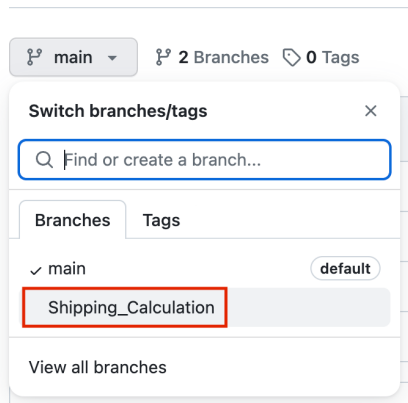 main 2 Branches 0 Tags
Switch branches/tags
Find or create a branch...
Branches Tags
main default
Shipping_Calculation
View all branches